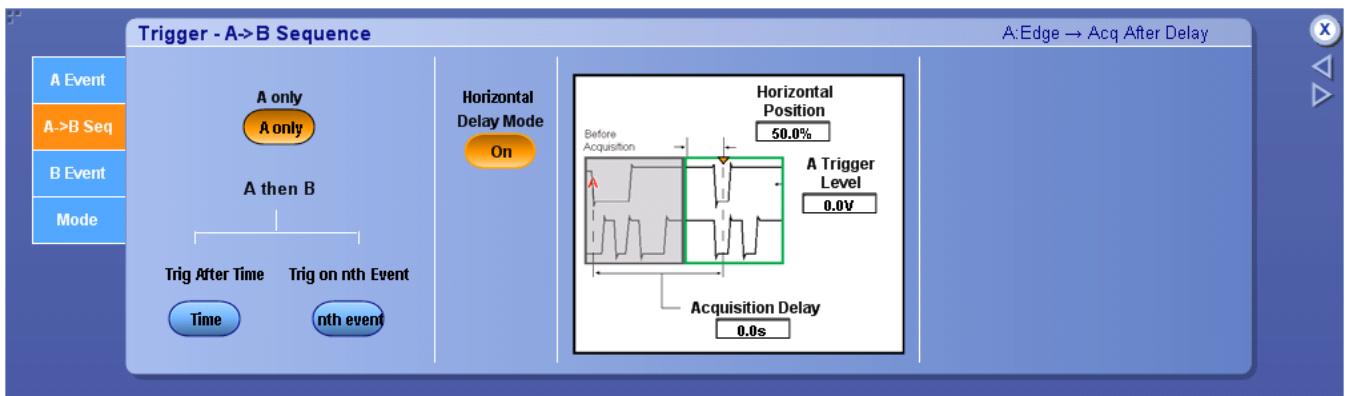 Trigger - A->B Sequence
A:Edge → Acq After Delay
X
A Event
A->B Seq
B Event
Mode
A only
A only
A then B
Trig After Time
Trig on nth Event
Time
nth event
Horizontal
Delay Mode
On
Horizontal
Position
50.0%
Before
Acquisition
A
A Trigger
Level
0.0V
Acquisition Delay
0.0s